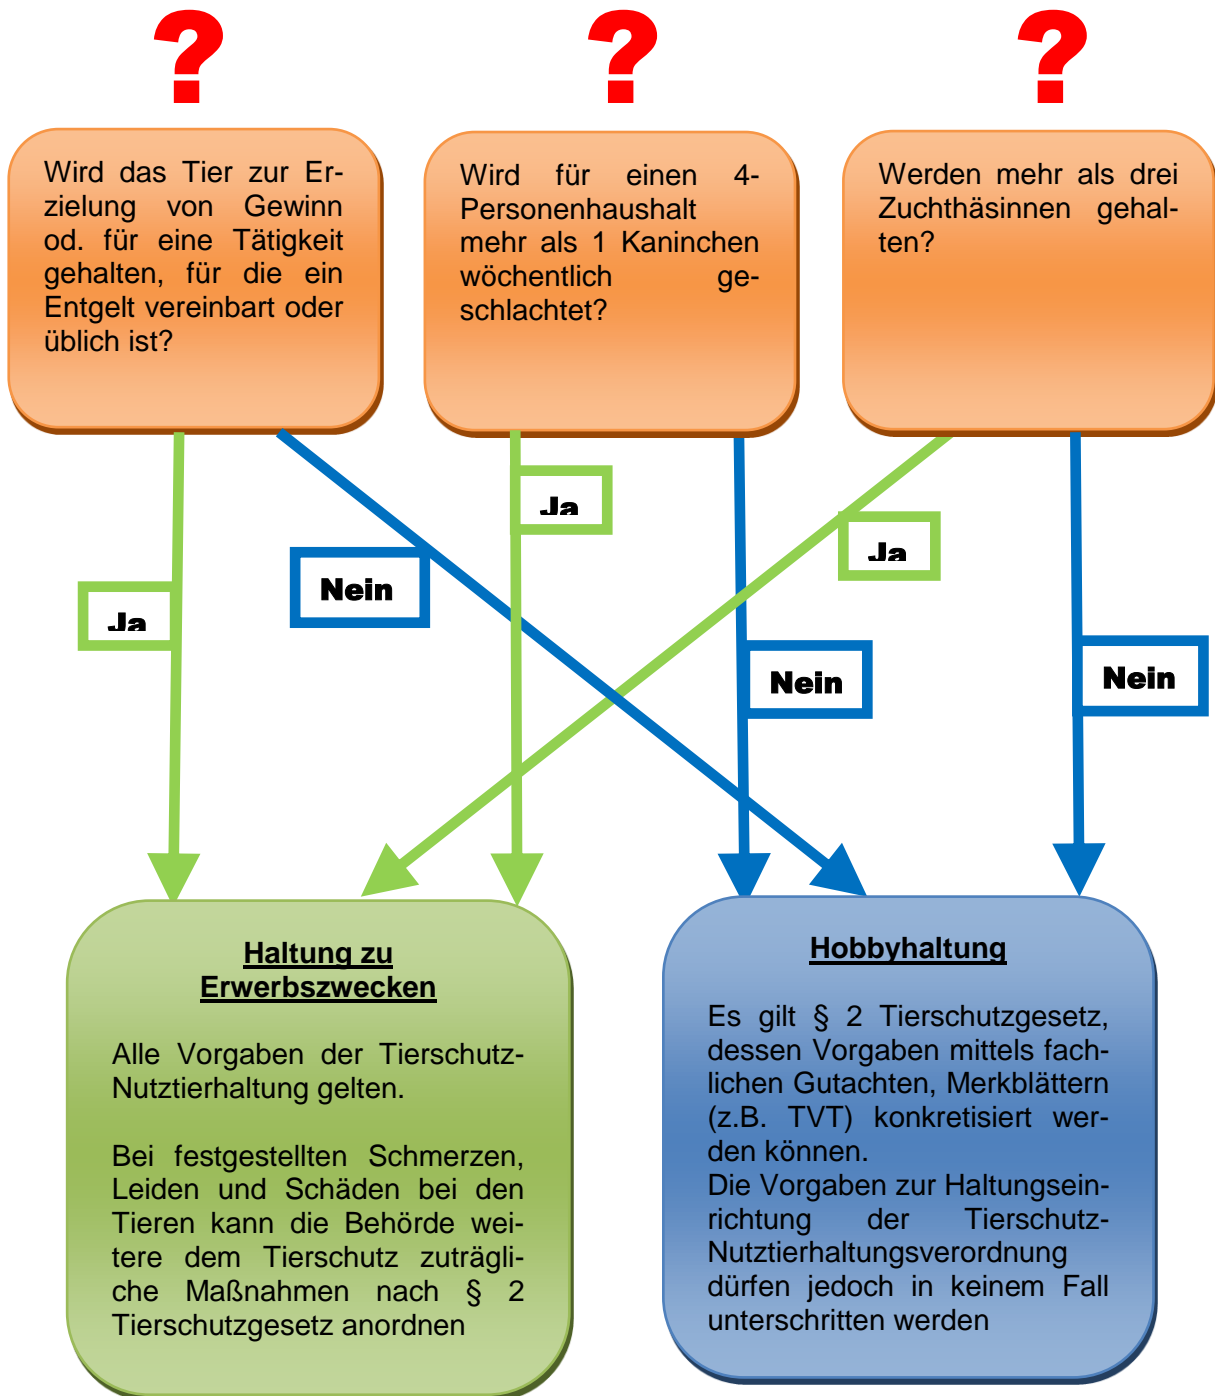 ?
?
?
Wird das Tier zur Er-
zielung von Gewinn
od. für eine Tätigkeit
gehalten, für die ein
Entgelt vereinbart oder
üblich ist?
Wird für einen 4-
Personenhaushalt
mehr als 1 Kaninchen
wöchentlich ge-
schlachtet?
Werden mehr als drei
Zuchthäsinnen gehal-
ten?
Ja
Nein
Ja
Nein
Ja
Nein
Haltung zu
Erwerbszwecken
Alle Vorgaben der Tierschutz-
Nutztierhaltung gelten.
Bei festgestellten Schmerzen,
Leiden und Schäden bei den
Tieren kann die Behörde wei-
tere dem Tierschutz zuträgli-
che Maßnahmen nach § 2
Tierschutzgesetz anordnen
Hobbyhaltung
Es gilt § 2 Tierschutzgesetz,
dessen Vorgaben mittels fach-
lichen Gutachten, Merkblättern
(z.B. TVT) konkretisiert wer-
den können.
Die Vorgaben zur Haltungsein-
richtung der Tierschutz-
Nutztierhaltungsverordnung
dürfen jedoch in keinem Fall
unterschritten werden